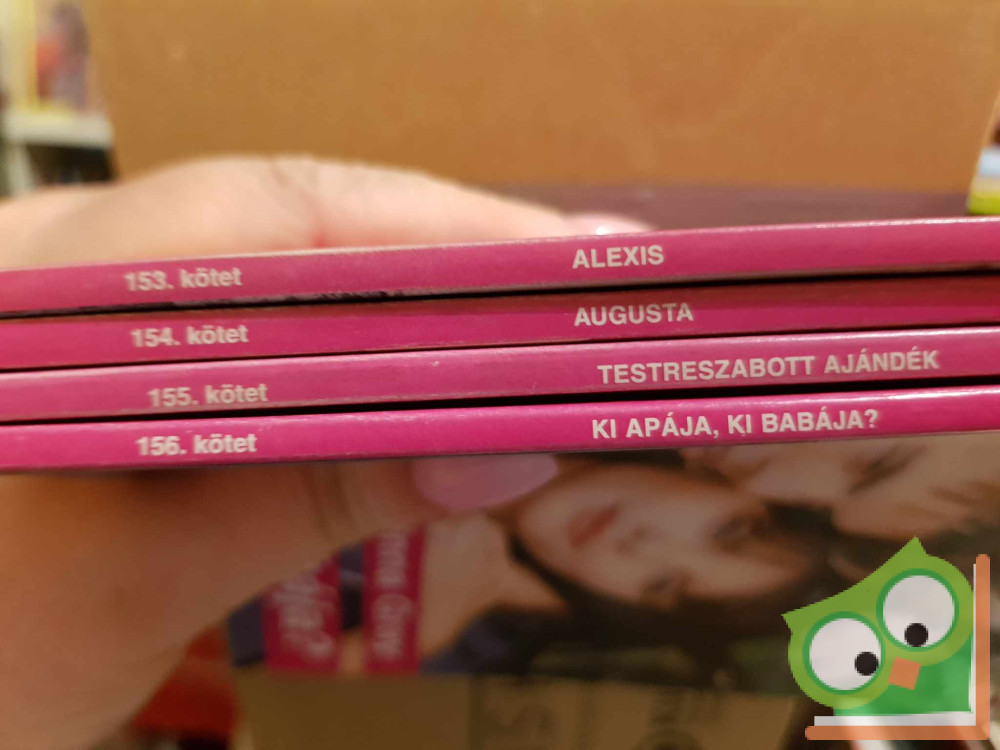 153. kötet ALEXIS
154. kötet AUGUSTA
155. kötet TESTRESZABOTT AJÁNDÉK
156. kötet KI APÁJA, KI BABÁJA?